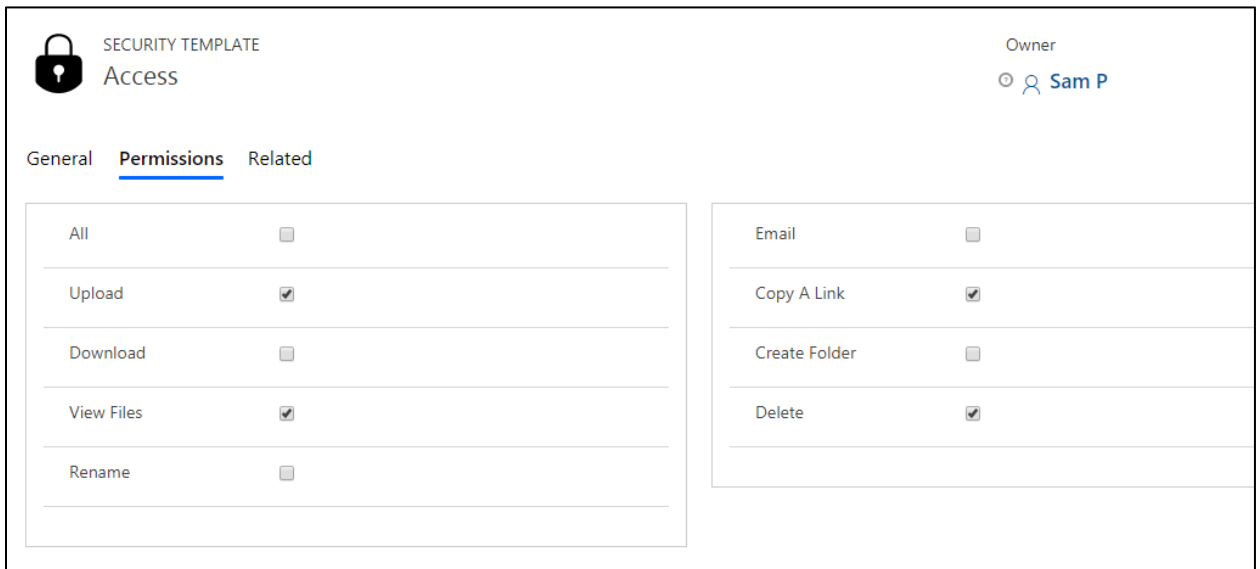 SECURITY TEMPLATE
Access
Owner
Sam P
General Permissions Related
All
Upload
Download
View Files
Rename
Email
Copy A Link
Create Folder
Delete